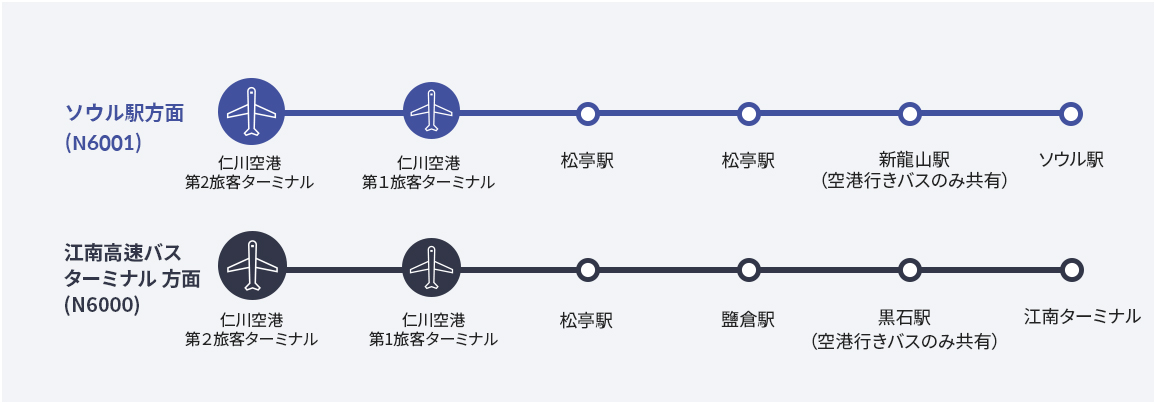 ソウル駅方面
(N6001)
仁川空港
第2旅客ターミナル
仁川空港
第１旅客ターミナル
松亭駅
松亭駅
新龍山駅
（空港行きバスのみ共有）
ソウル駅
江南高速バス
ターミナル 方面
(N6000)
仁川空港
第２旅客ターミナル
仁川空港
第1旅客ターミナル
松亭駅
鹽倉駅
黒石駅
（空港行きバスのみ共有）
江南ターミナル